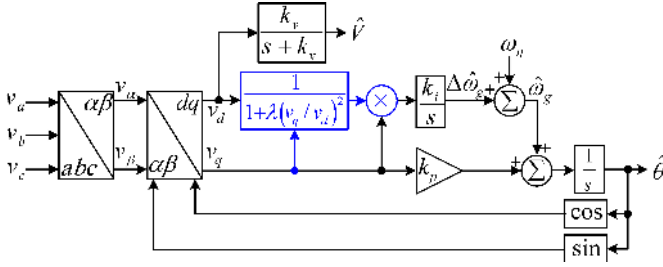 k_v
s + k_v
V̂
ω_n
v_a
αβ
v_α
dq
v_d
1
1+λ(v_q / v_d)²
×
k_i
s
Δω̂_g
+
+
Σ
ω̂_g
v_b
v_c
abc
v_β
αβ
v_q
k_p
+
+
Σ
1
s
θ̂
cos
sin